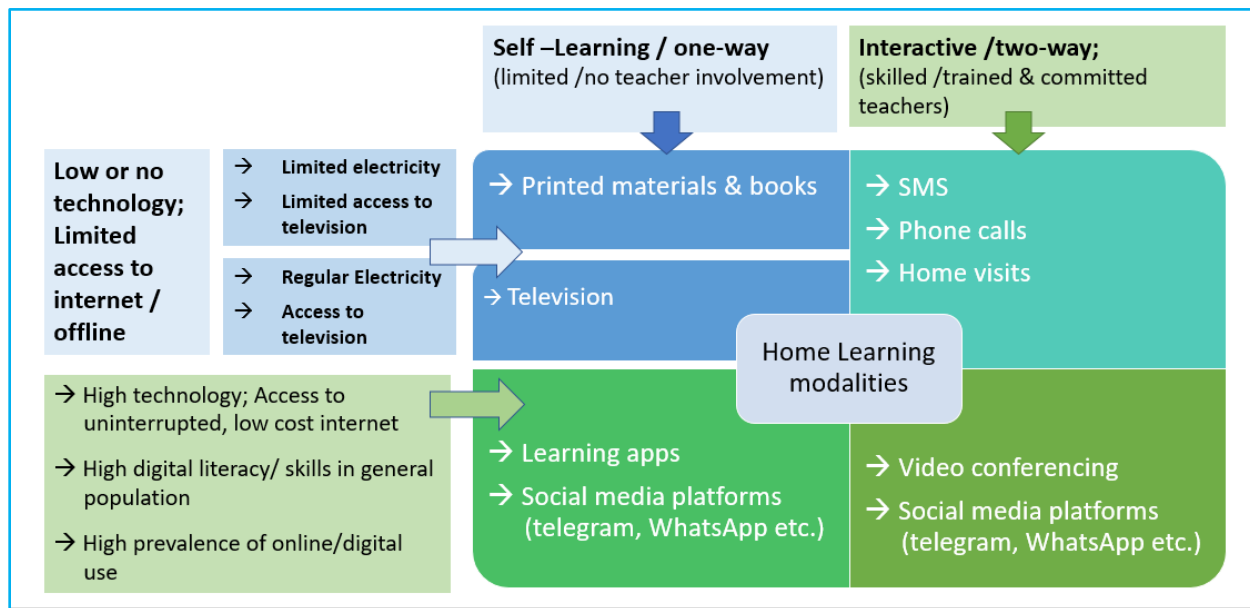 Self –Learning / one-way
(limited /no teacher involvement)
Interactive /two-way;
(skilled /trained & committed
teachers)
Low or no
technology;
Limited
access to
internet /
offline
→ Limited electricity
→ Limited access to
television
→ Regular Electricity
→ Access to
television
→ Printed materials & books
→ Television
→ SMS
→ Phone calls
→ Home visits
Home Learning
modalities
→ High technology; Access to
uninterrupted, low cost internet
→ High digital literacy/ skills in general
population
→ High prevalence of online/digital
use
→ Learning apps
→ Social media platforms
(telegram, WhatsApp etc.)
→ Video conferencing
→ Social media platforms
(telegram, WhatsApp etc.)